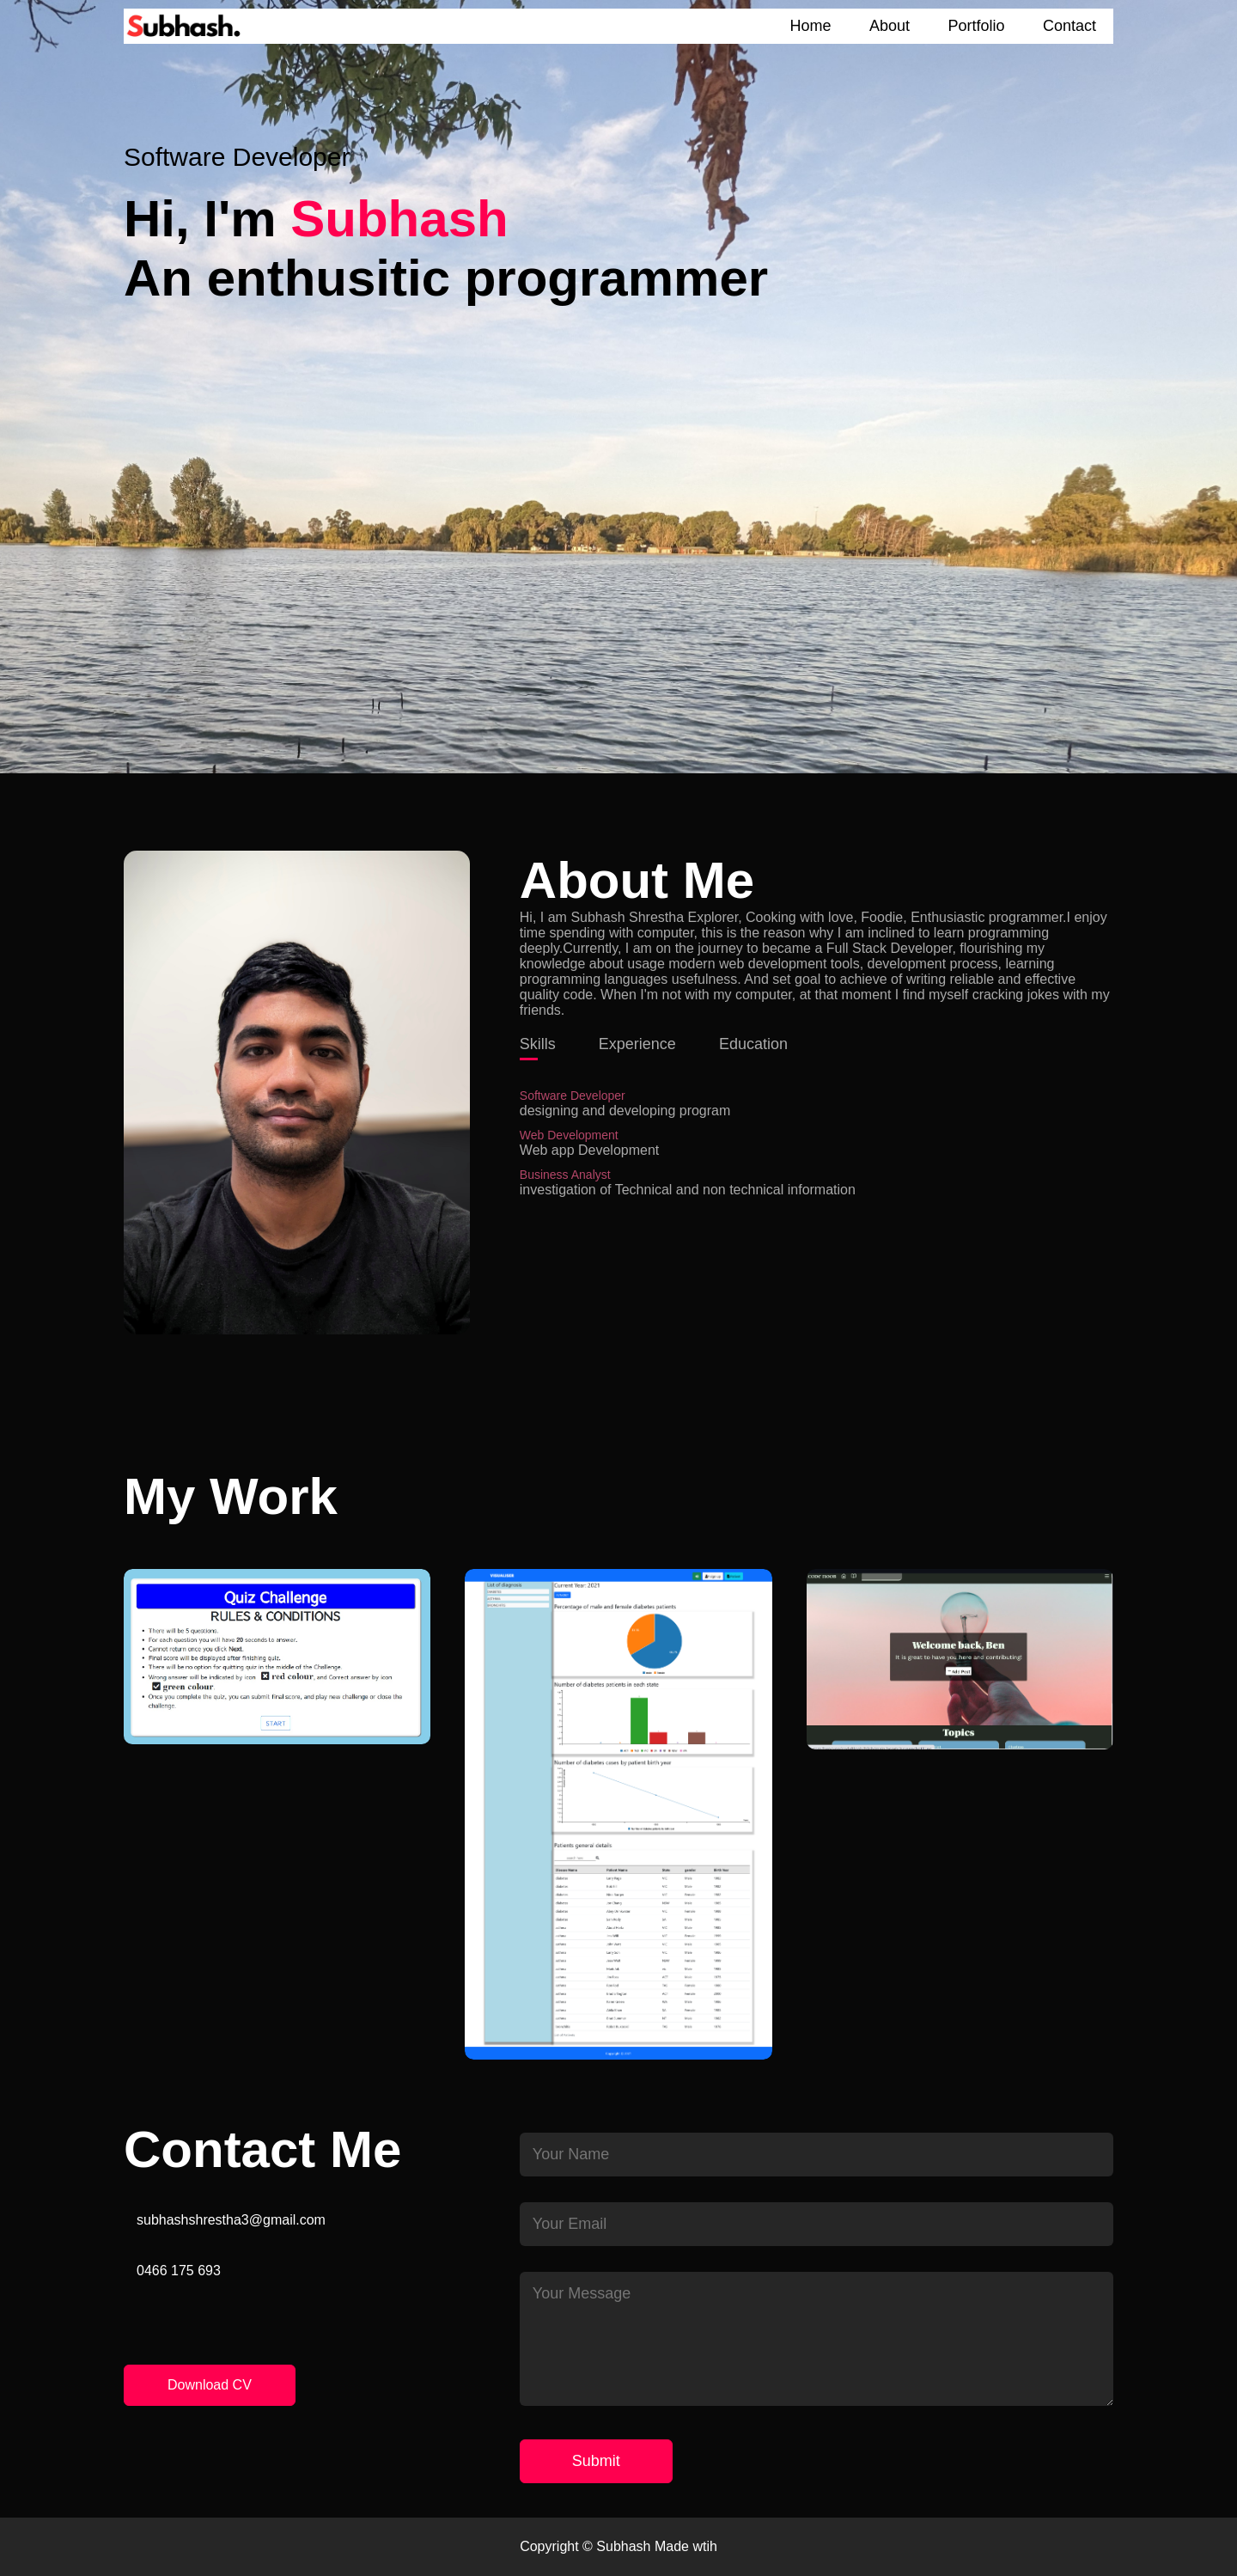 Subhash.
Home About Portfolio Contact
Software Developer
Hi, I'm Subhash
An enthusitic programmer
About Me
Hi, I am Subhash Shrestha Explorer, Cooking with love, Foodie, Enthusiastic programmer.I enjoy
time spending with computer, this is the reason why I am inclined to learn programming
deeply.Currently, I am on the journey to became a Full Stack Developer, flourishing my
knowledge about usage modern web development tools, development process, learning
programming languages usefulness. And set goal to achieve of writing reliable and effective
quality code. When I'm not with my computer, at that moment I find myself cracking jokes with my
friends.
Skills Experience Education
Software Developer
designing and developing program
Web Development
Web app Development
Business Analyst
investigation of Technical and non technical information
My Work
Quiz Challenge
RULES & CONDITIONS
There will be 5 questions.
For each question you will have 20 seconds to answer.
Cannot return once you click Next.
Final score will be displayed after finishing quiz.
There will be no option for quitting quiz in the middle of the Challenge.
Wrong answer will be indicated by icon red colour, and Correct answer by icon
green colour.
Once you complete the quiz, you can submit final score, and play new challenge or close the
challenge.
START
List of diagnosis
Current Year: 2021
Percentage of male and female diabetes patients
Number of diabetes patients in each state
Number of diabetes cases by patient birth year
Patients general details
Disease Name Patient Name State gender Birth Year
Welcome back, Ben
It is great to have you here and contributing!
Topics
Contact Me
subhashshrestha3@gmail.com
0466 175 693
Download CV
Your Name
Your Email
Your Message
Submit
Copyright © Subhash Made wtih